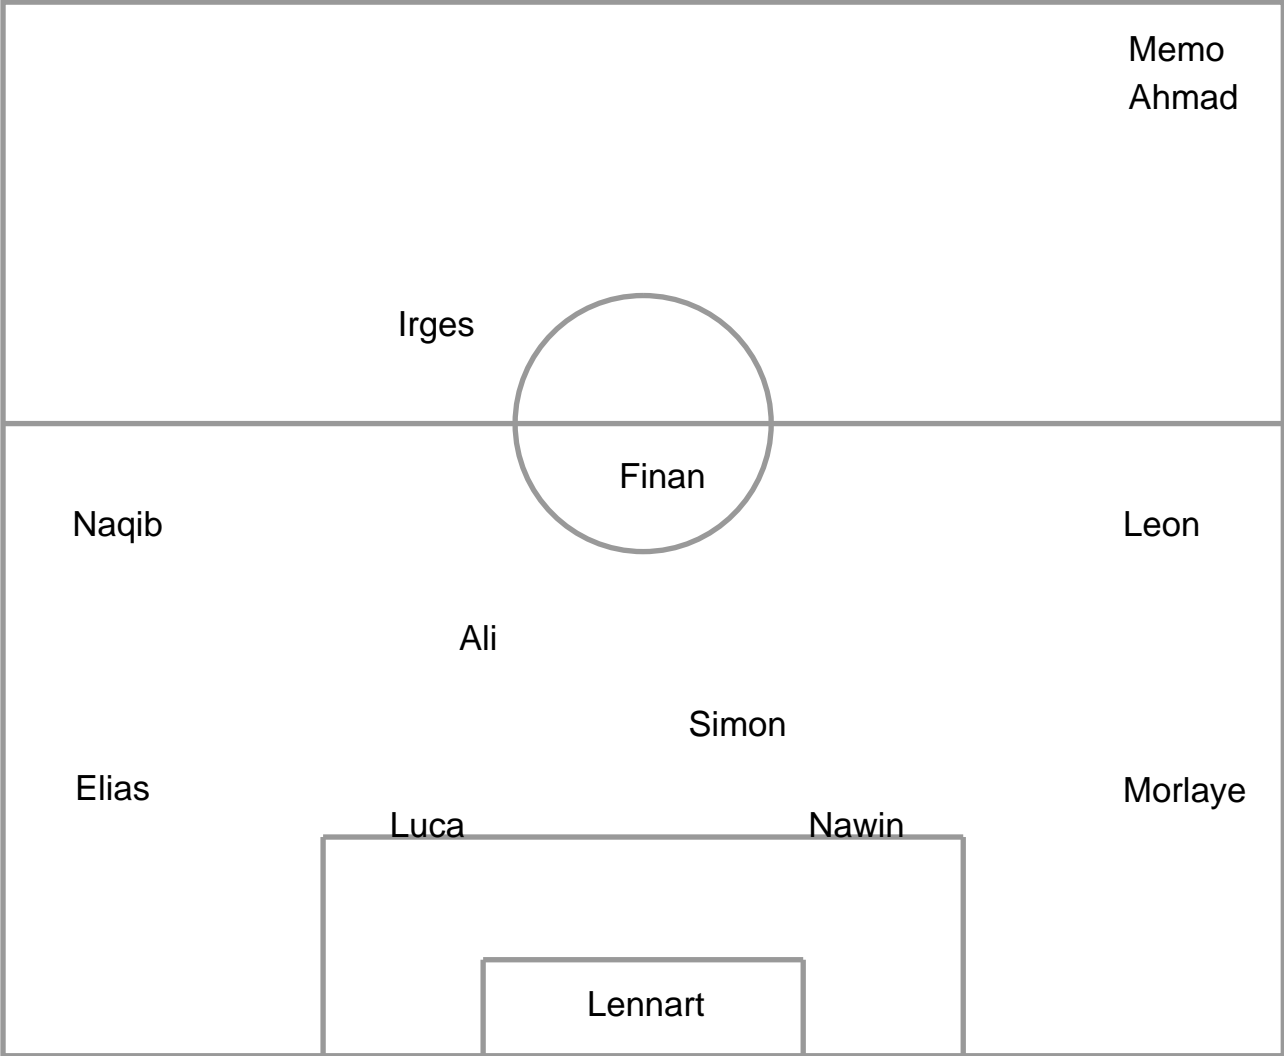 Memo
Ahmad
Irges
Finan
Naqib
Leon
Ali
Simon
Elias
Morlaye
Luca
Nawin
Lennart